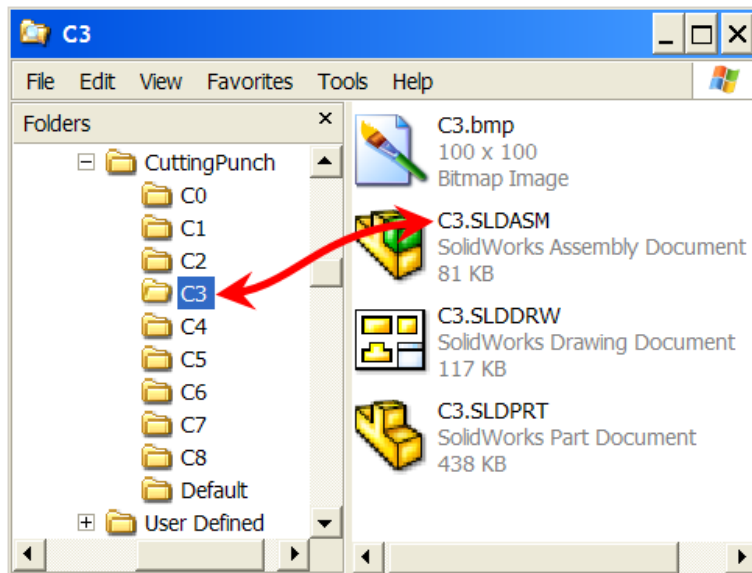 C3
File Edit View Favorites Tools Help
Folders
CuttingPunch
C0
C1
C2
C3
C4
C5
C6
C7
C8
Default
User Defined
C3.bmp
100 x 100
Bitmap Image
C3.SLDASM
SolidWorks Assembly Document
81 KB
C3.SLDDRW
SolidWorks Drawing Document
117 KB
C3.SLDPRT
SolidWorks Part Document
438 KB